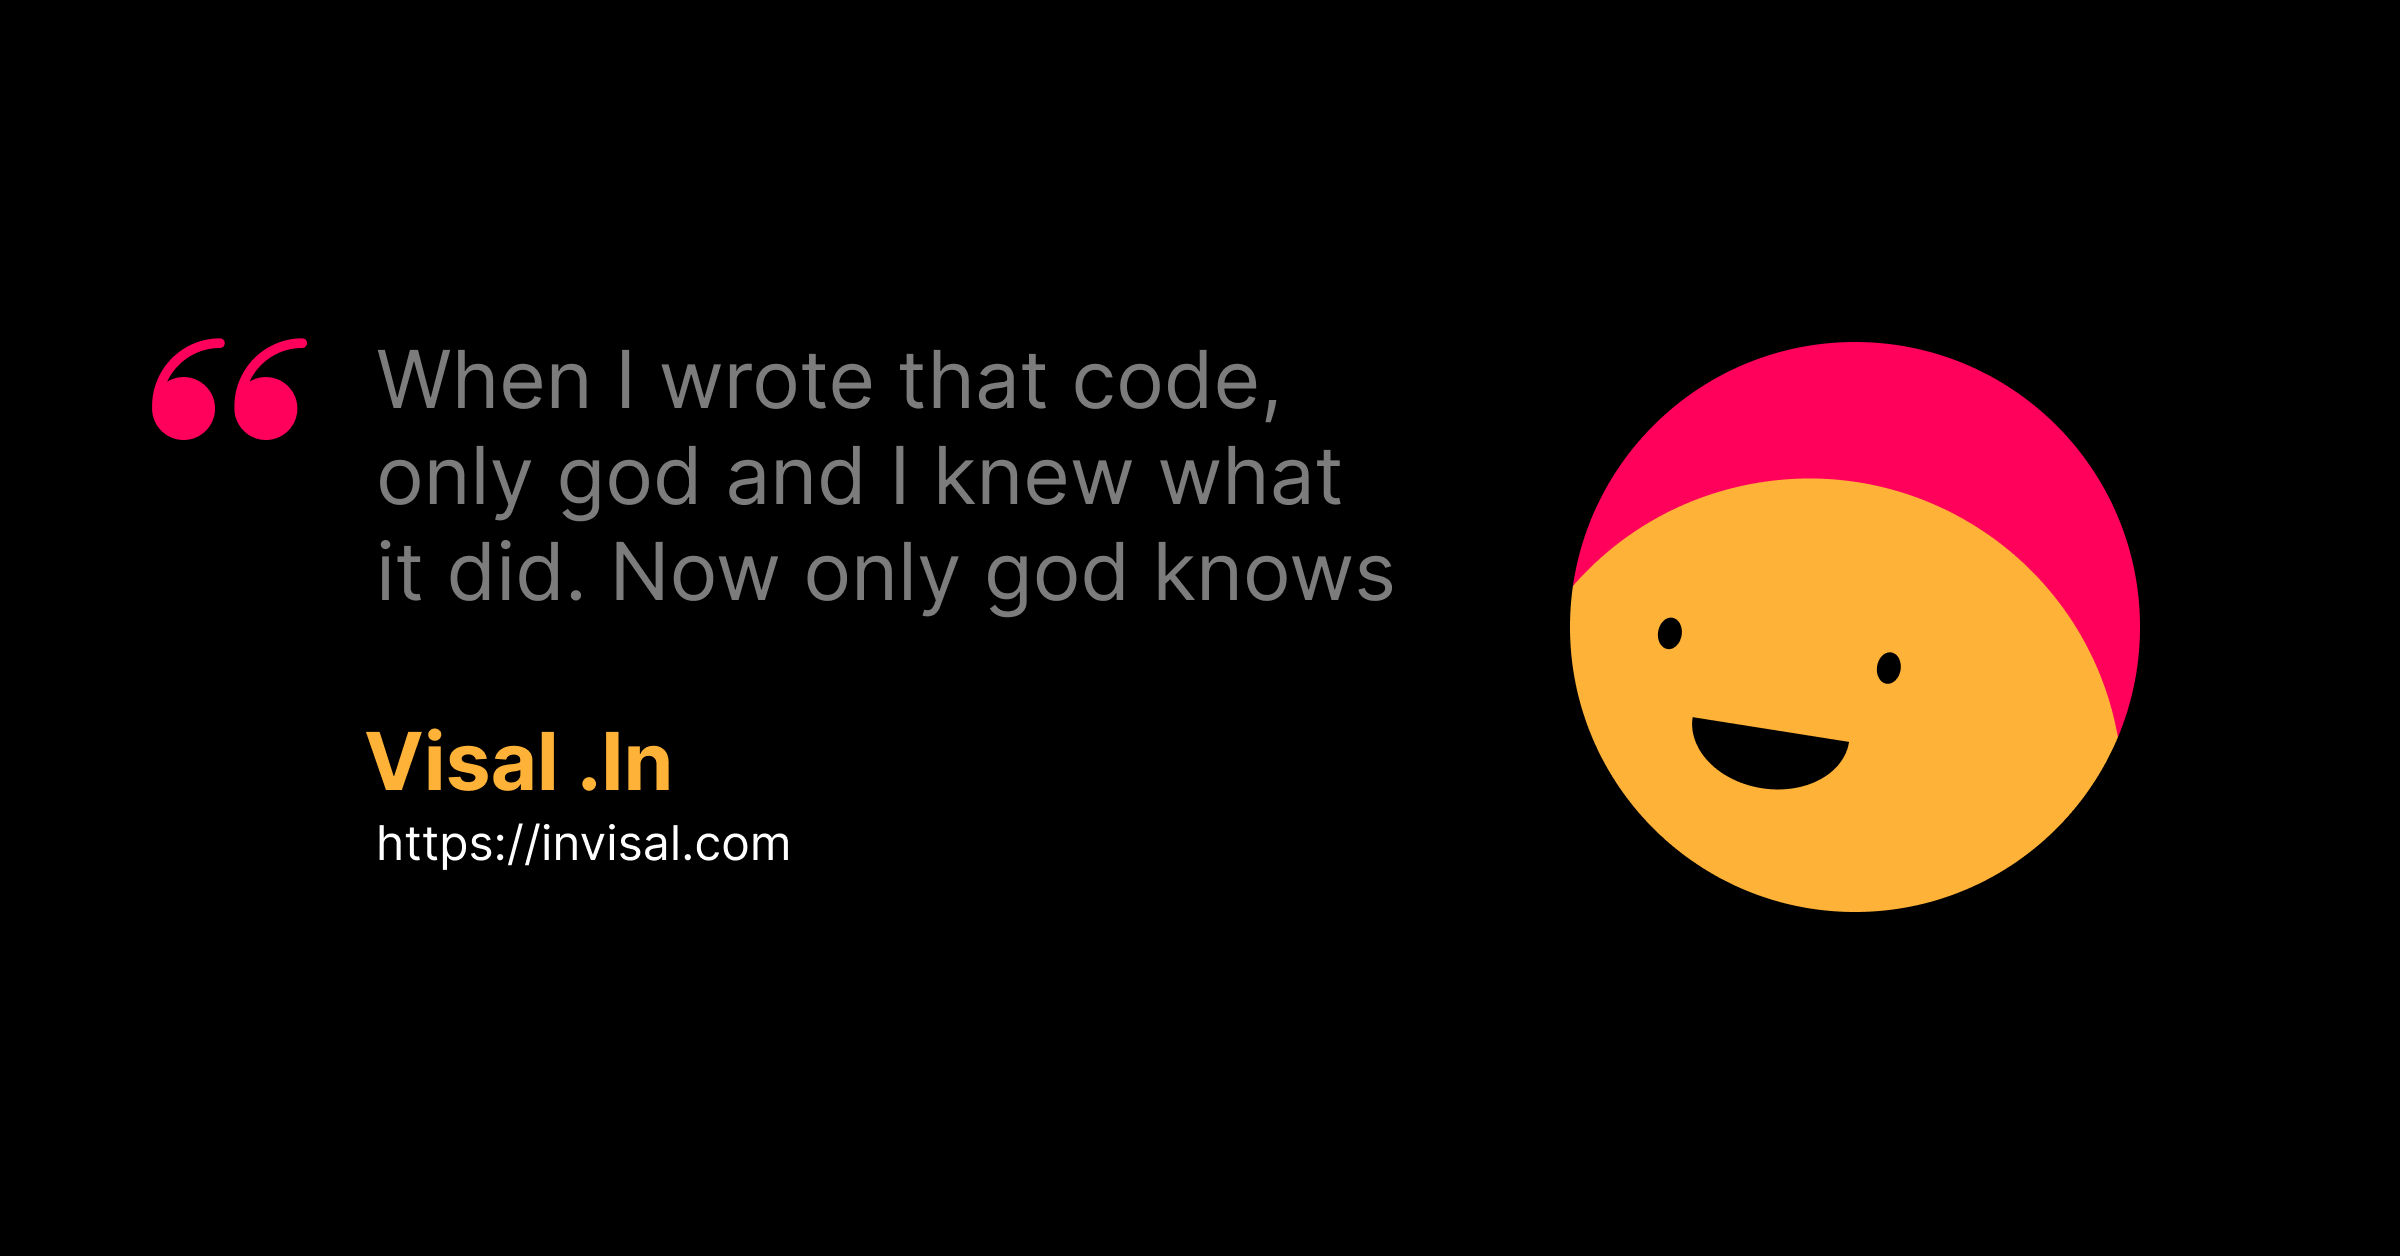 “
When I wrote that code,
only god and I knew what
it did. Now only god knows
Visal .In
https://invisal.com